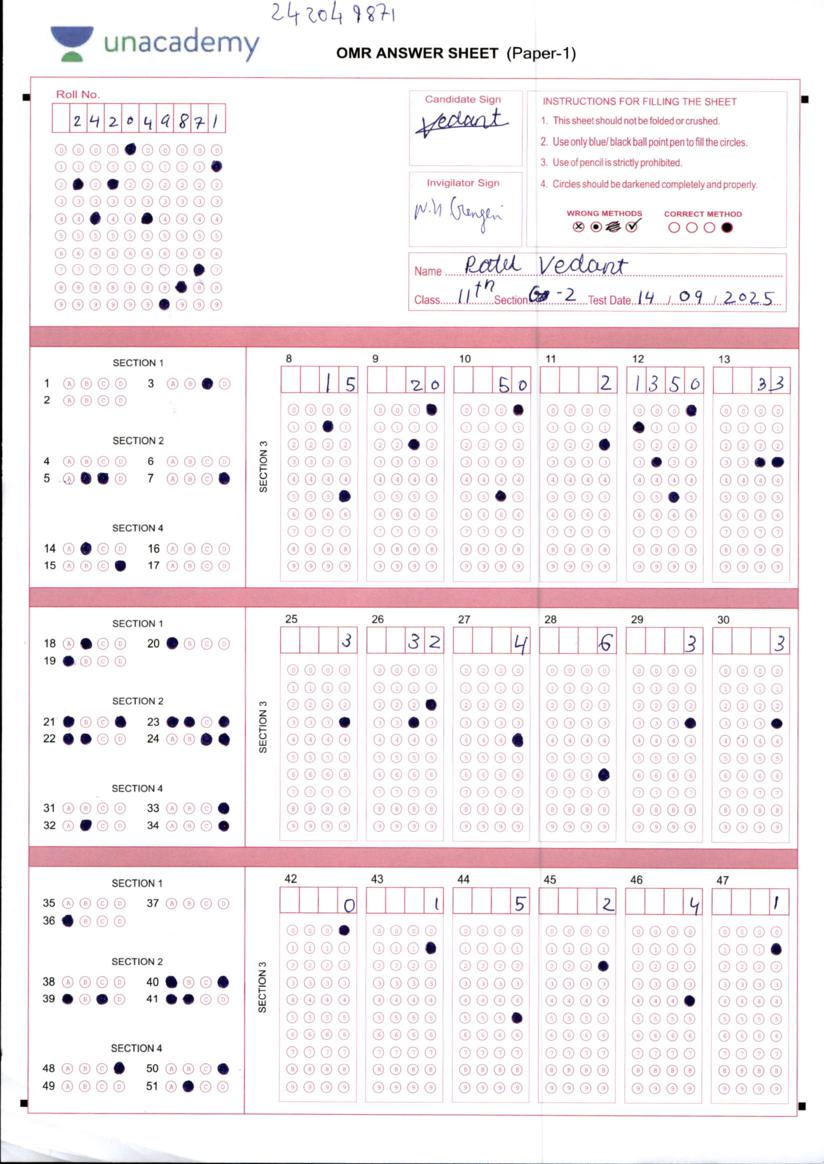 242049871
unacademy
OMR ANSWER SHEET (Paper-1)
Roll No.
2 4 2 0 4 9 8 7 1
Candidate Sign
Vedant
Invigilator Sign
INSTRUCTIONS FOR FILLING THE SHEET
1. This sheet should not be folded or crushed.
2. Use only blue/ black ball point pen to fill the circles.
3. Use of pencil is strictly prohibited.
4. Circles should be darkened completely and properly.
WRONG METHODS CORRECT METHOD
Name Vedant
Class 11th Section -2 Test Date 14 / 09 / 2025
SECTION 1
1 A B C D 3 A B D
2 A B C D
SECTION 2
4 A B C D 6 A B C D
5 A D 7 A B C
SECTION 4
14 A C D 16 A B C D
15 A B C 17 A B C D
SECTION 3
8 9 10 11 12 13
15 20 50 2 1350 33
SECTION 1
18 A C D 20 B C D
19 B C D
SECTION 2
21 B C 23 C
22 C D 24 A B
SECTION 4
31 A B C D 33 A B C
32 A C D 34 A B C
SECTION 3
25 26 27 28 29 30
3 32 4 6 3 3
SECTION 1
35 A B C D 37 A B C D
36 B C D
SECTION 2
38 A B C D 40 B C
39 B D 41 C D
SECTION 4
48 A B C 50 A B C
49 A B C D 51 A C D
SECTION 3
42 43 44 45 46 47
0 1 5 2 4 1